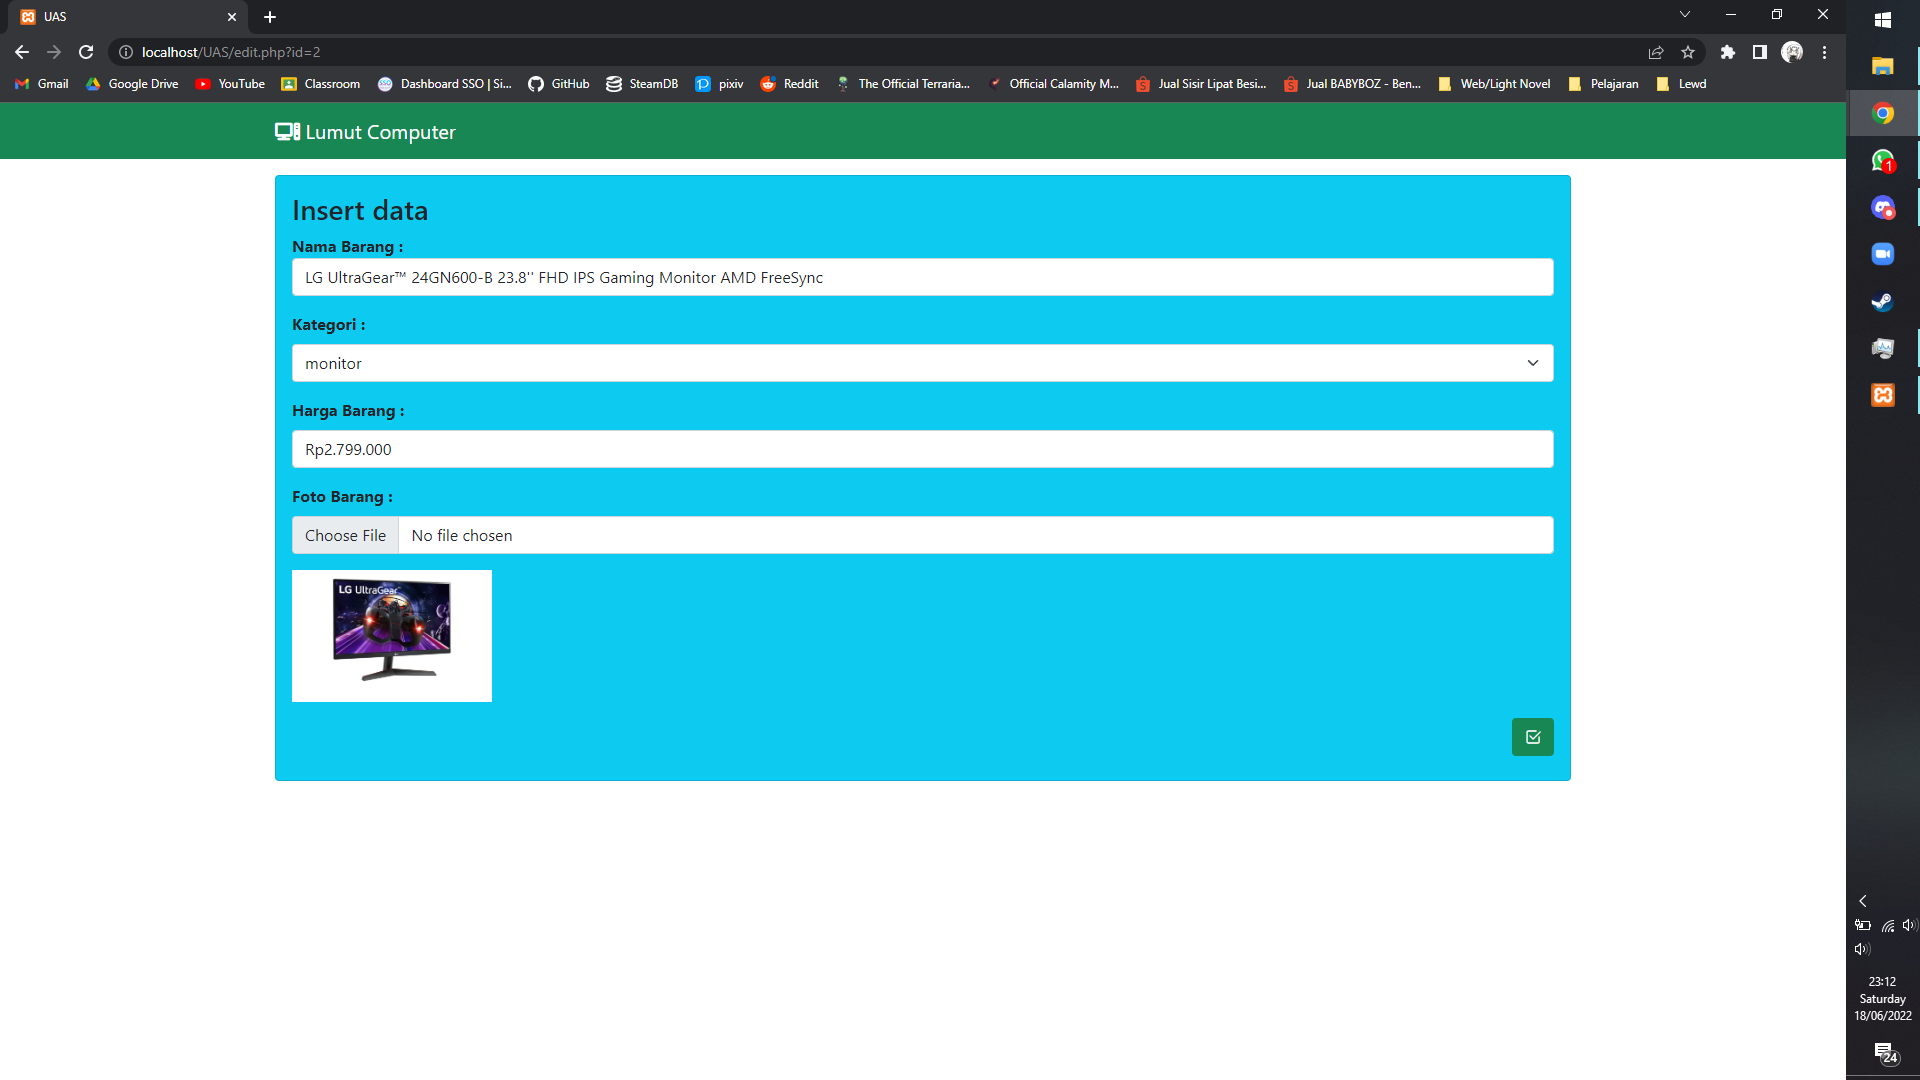 UAS
localhost/UAS/edit.php?id=2
Gmail Google Drive YouTube Classroom Dashboard SSO | Si... GitHub SteamDB pixiv Reddit The Official Terraria... Official Calamity M... Jual Sisir Lipat Besi... Jual BABYBOZ - Ben... Web/Light Novel Pelajaran Lewd
Lumut Computer
Insert data
Nama Barang :
LG UltraGear™ 24GN600-B 23.8'' FHD IPS Gaming Monitor AMD FreeSync
Kategori :
monitor
Harga Barang :
Rp2.799.000
Foto Barang :
Choose File No file chosen
LG UltraGear™
1
23:12
Saturday
18/06/2022
24